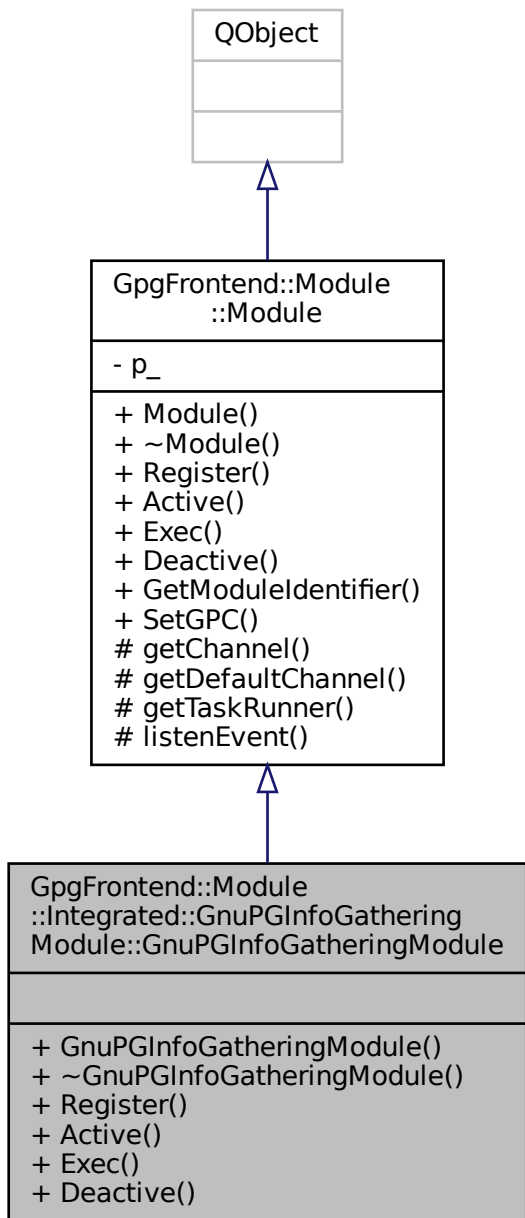 QObject
GpgFrontend::Module
::Module
- p_
+ Module()
+ ~Module()
+ Register()
+ Active()
+ Exec()
+ Deactive()
+ GetModuleIdentifier()
+ SetGPC()
# getChannel()
# getDefaultChannel()
# getTaskRunner()
# listenEvent()
GpgFrontend::Module
::Integrated::GnuPGInfoGathering
Module::GnuPGInfoGatheringModule
+ GnuPGInfoGatheringModule()
+ ~GnuPGInfoGatheringModule()
+ Register()
+ Active()
+ Exec()
+ Deactive()